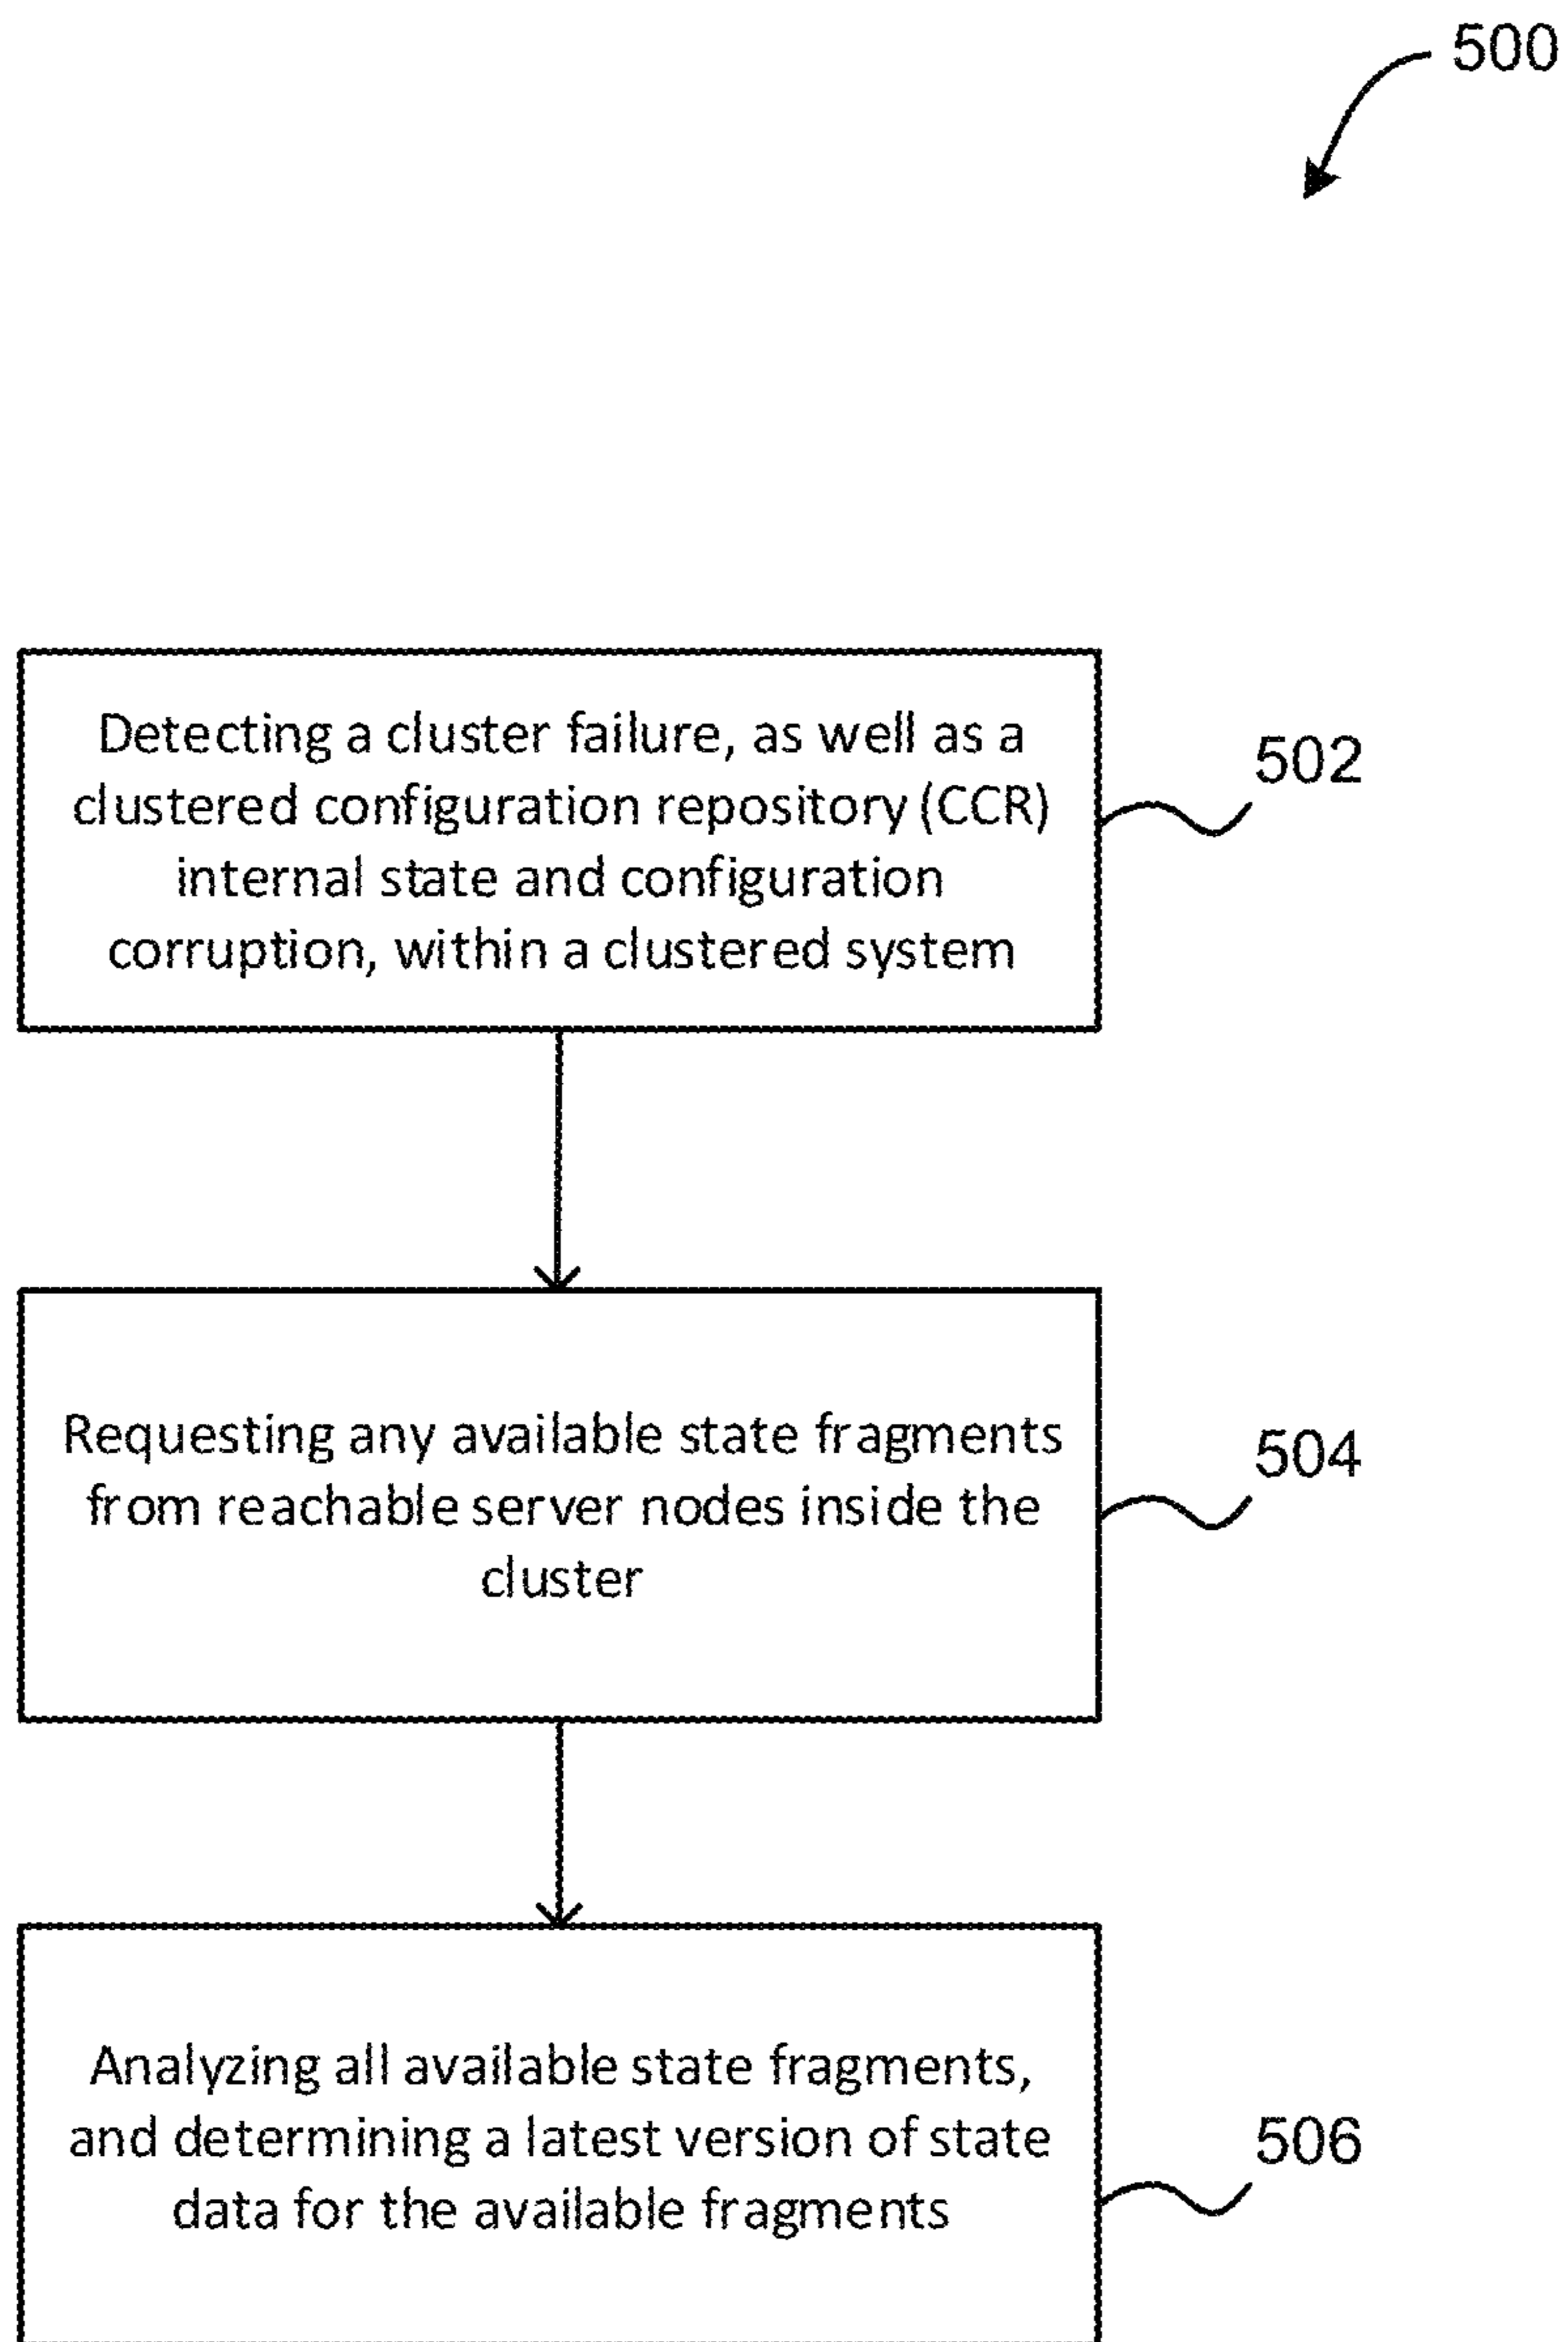 500
Detecting a cluster failure, as well as a
clustered configuration repository (CCR)
internal state and configuration
corruption, within a clustered system
502
Requesting any available state fragments
from reachable server nodes inside the
cluster
504
Analyzing all available state fragments,
and determining a latest version of state
data for the available fragments
506